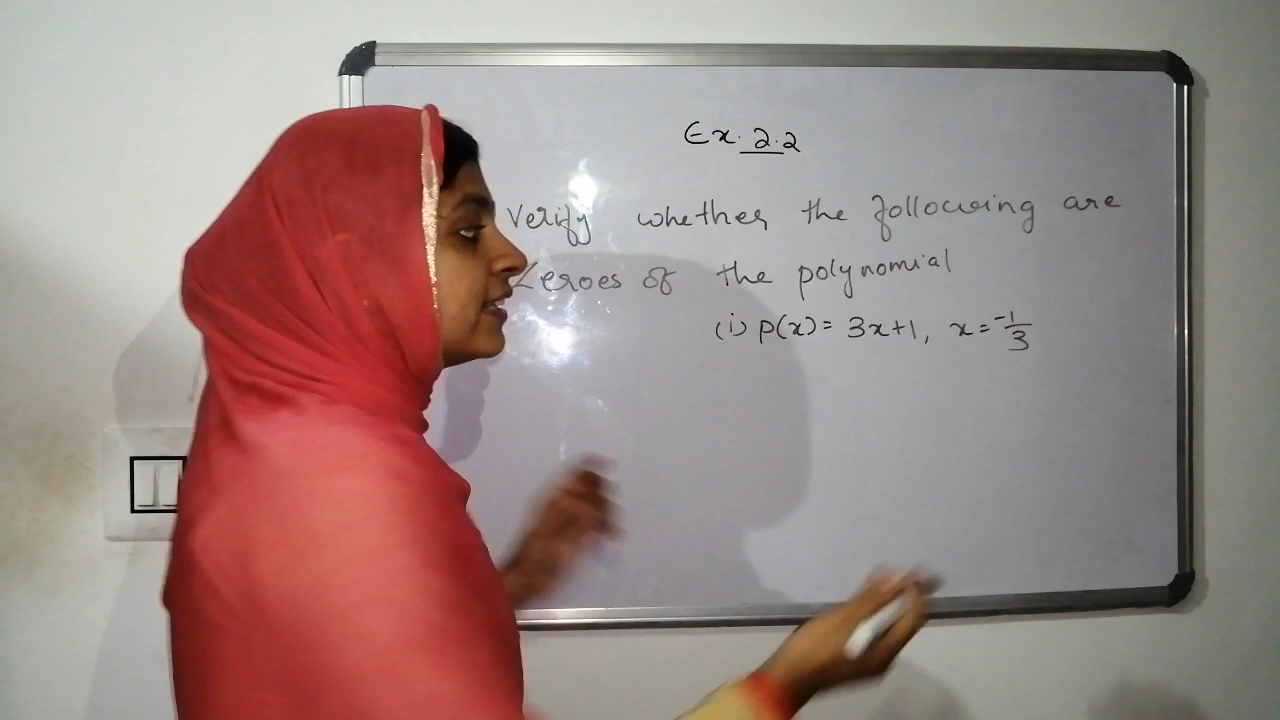 Ex. 2.2
Verify whether the following are
Zeroes of the polynomial
(i) p(x) = 3x+1, x = -1/3